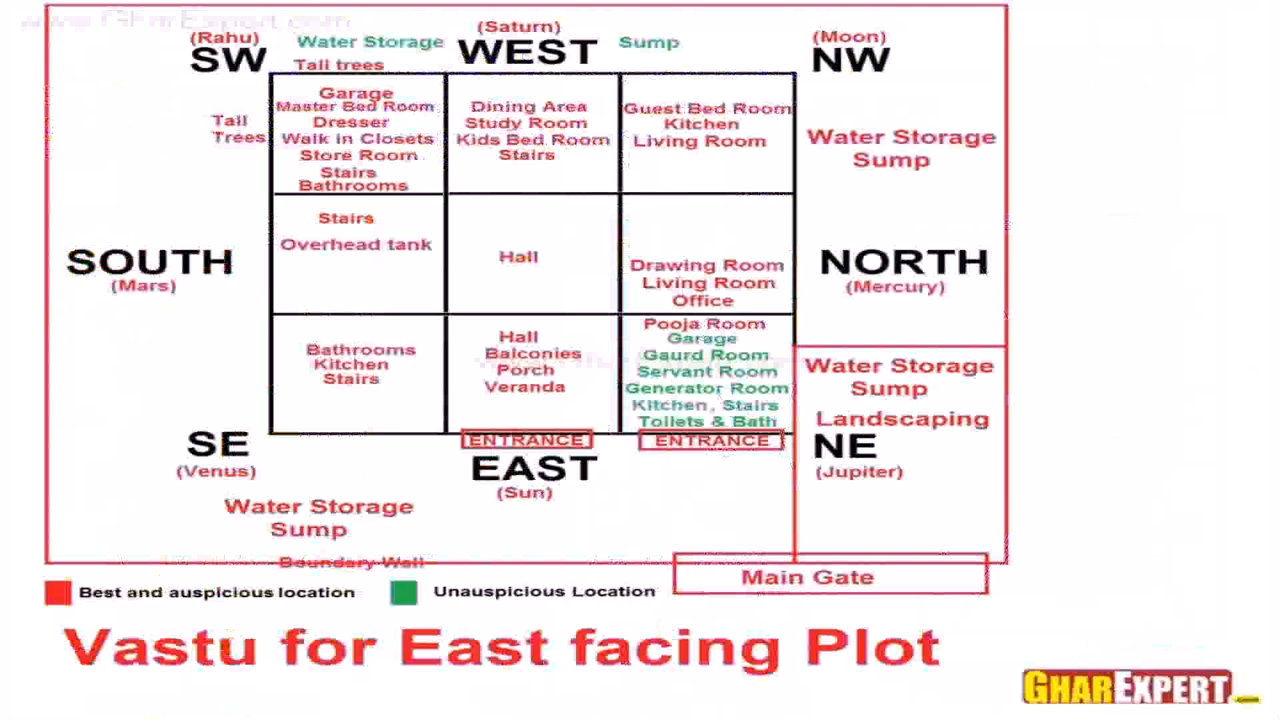 www.GharExpert.com
(Rahu)
SW
Water Storage
Tall trees
(Saturn)
WEST
Sump
(Moon)
NW
Tall
Trees
Garage
Master Bed Room
Dresser
Walk in Closets
Store Room
Stairs
Bathrooms
Dining Area
Study Room
Kids Bed Room
Stairs
Guest Bed Room
Kitchen
Living Room
Water Storage
Sump
SOUTH
(Mars)
Stairs
Overhead tank
Hall
Drawing Room
Living Room
Office
NORTH
(Mercury)
Bathrooms
Kitchen
Stairs
Hall
Balconies
Porch
Veranda
Pooja Room
Garage
Gaurd Room
Servant Room
Generator Room
Kitchen, Stairs
Toilets & Bath
Water Storage
Sump
Landscaping
NE
(Jupiter)
SE
(Venus)
ENTRANCE
ENTRANCE
EAST
(Sun)
Water Storage
Sump
Boundary Wall
Main Gate
Best and auspicious location
Unauspicious Location
Vastu for East facing Plot
GHAREXPERT.com